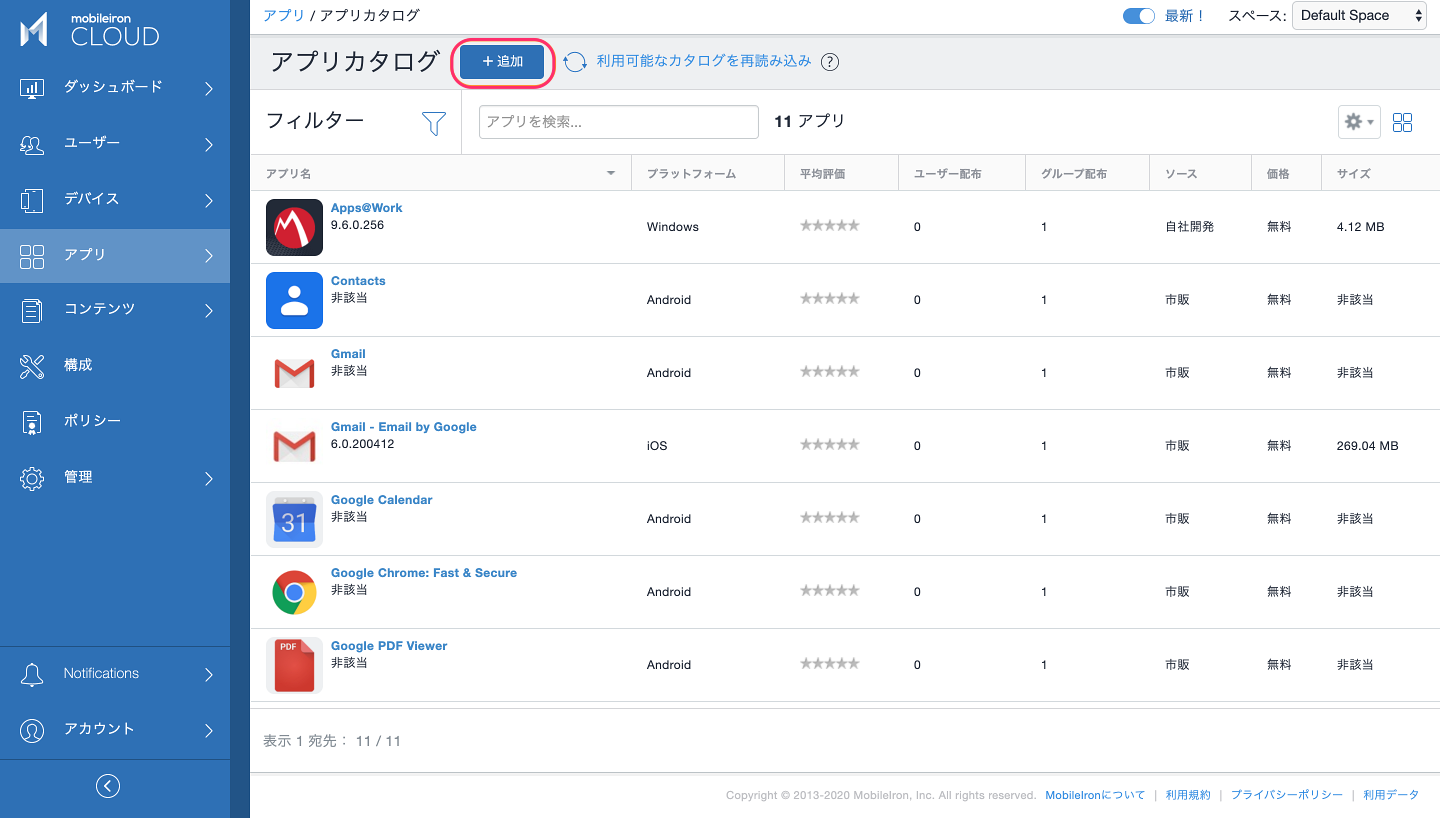 mobileiron
CLOUD
ダッシュボード
ユーザー
デバイス
アプリ
コンテンツ
構成
ポリシー
管理
Notifications
アカウント
アプリ / アプリカタログ
最新！
スペース:
Default Space
アプリカタログ
+ 追加
利用可能なカタログを再読み込み
?
フィルター
アプリを検索...
11 アプリ
アプリ名 プラットフォーム 平均評価 ユーザー配布 グループ配布 ソース 価格 サイズ
Apps@Work
9.6.0.256
Windows 0 1 自社開発 無料 4.12 MB
Contacts
非該当
Android 0 1 市販 無料 非該当
Gmail
非該当
Android 0 1 市販 無料 非該当
Gmail - Email by Google
6.0.200412
iOS 0 1 市販 無料 269.04 MB
31
Google Calendar
非該当
Android 0 1 市販 無料 非該当
Google Chrome: Fast & Secure
非該当
Android 0 1 市販 無料 非該当
PDF
Google PDF Viewer
非該当
Android 0 1 市販 無料 非該当
表示 1 宛先： 11 / 11
Copyright © 2013-2020 MobileIron, Inc. All rights reserved. MobileIronについて | 利用規約 | プライバシーポリシー | 利用データ